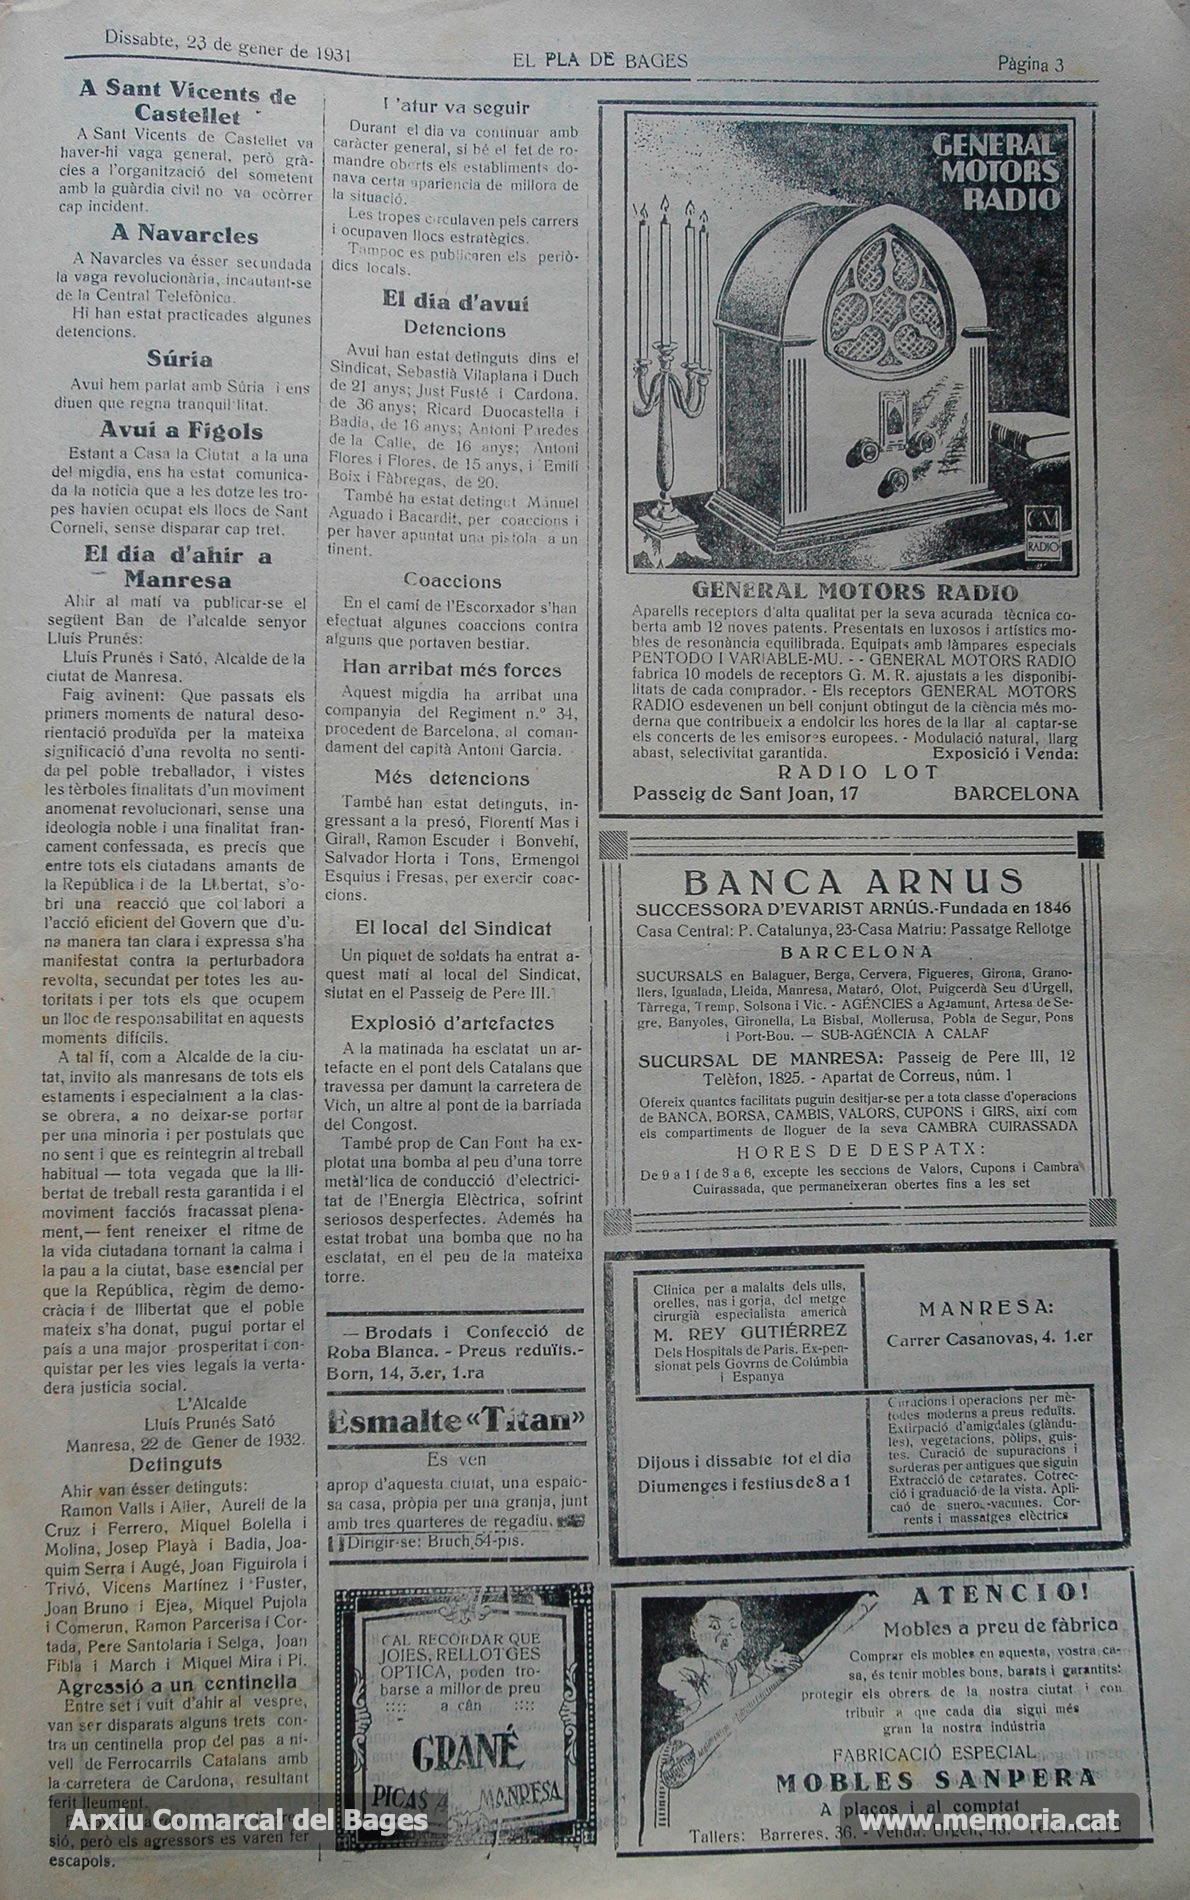 Dissabte, 23 de gener de 1931
EL PLA DE BAGES
Pàgina 3
A Sant Vicents de
Castellet
A Sant Vicents de Castellet va
haver-hi vaga general, però grà-
cies a l'organització del sometent
amb la guàrdia civil no va ocòrrer
cap incident.
A Navarcles
A Navarcles va ésser secundada
la vaga revolucionària, incautant-se
de la Central Telefònica.
Hi han estat practicades algunes
detencions.
Súria
Avui hem parlat amb Súria i ens
diuen que regna tranquil·litat.
Avui a Fígols
Estant a Casa la Ciutat a la una
del migdia, ens ha estat comunica-
da la notícia que a les dotze les tro-
pes havien ocupat els llocs de Sant
Corneli, sense disparar cap tret.
El dia d'ahir a
Manresa
Ahir al matí va publicar-se el
següent Ban de l'alcalde senyor
Lluís Prunés:
Lluís Prunés i Sató, Alcalde de la
ciutat de Manresa.
Faig avinent: Que passats els
primers moments de natural deso-
rientació produïda per la mateixa
significació d'una revolta no senti-
da pel poble treballador, i vistes
les tèrboles finalitats d'un moviment
anomenat revolucionari, sense una
ideologia noble i una finalitat fran-
cament confessada, es precís que
entre tots els ciutadans amants de
la República i de la Llibertat, s'o-
bri una reacció que col·labori a
l'acció eficient del Govern que d'u-
na manera tan clara i expressa s'ha
manifestat contra la perturbadora
revolta, secundat per totes les au-
toritats i per tots els que ocupem
un lloc de responsabilitat en aquests
moments difícils.
A tal fí, com a Alcalde de la ciu-
tat, invito als manresans de tots els
estaments i especialment a la clas-
se obrera, a no deixar-se portar
per una minoria i per postulats que
no sent i que es reintegrin al treball
habitual — tota vegada que la lli-
bertat de treball resta garantida i el
moviment facciós fracassat plena-
ment,— fent reneixer el ritme de
la vida ciutadana tornant la calma i
la pau a la ciutat, base esencial per
que la República, règim de demo-
cràcia i de llibertat que el poble
mateix s'ha donat, pugui portar el
país a una major prosperitat i con-
quistar per les vies legals la verta-
dera justicia social.
L'Alcalde
Lluís Prunés Sató
Manresa, 22 de Gener de 1932.
Detinguts
Ahir van ésser detinguts:
Ramon Valls i Aller, Aureli de la
Cruz i Ferrero, Miquel Bolella i
Molina, Josep Playà i Badia, Joa-
quim Serra i Augé, Joan Figuirola i
Trivó, Vicens Martínez i Fuster,
Joan Bruno i Ejea, Miquel Pujola
i Comerun, Ramon Parcerisa i Cor-
tada, Pere Santolaria i Selga, Joan
Fibla i March i Miquel Mira i Pi.
Agressió a un centinella
Entre set i vuit d'ahir al vespre,
van ser disparats alguns trets con-
tra un centinella prop del pas a ni-
vell de Ferrocarrils Catalans amb
la carretera de Cardona, resultant
ferit lleument.
sió, però els agressors es varen fer
escapols.
L'atur va seguir
Durant el dia va continuar amb
caràcter general, si bé el fet de ro-
mandre oberts els establiments do-
nava certa apariencia de millora de
la situació.
Les tropes circulaven pels carrers
i ocupaven llocs estratègics.
Tampoc es publicaren els periò-
dics locals.
El dia d'avui
Detencions
Avui han estat detinguts dins el
Sindicat, Sebastià Vilaplana i Duch
de 21 anys; Just Fusté i Cardona,
de 36 anys; Ricard Duocastella i
Badia, de 16 anys; Antoni Paredes
de la Calle, de 16 anys; Antoni
Flores i Flores, de 15 anys, i Emili
Boix i Fàbregas, de 20.
També ha estat detingut Manuel
Aguado i Bacardit, per coaccions i
per haver apuntat una pistola a un
tinent.
Coaccions
En el camí de l'Escorxador s'han
efectuat algunes coaccions contra
alguns que portaven bestiar.
Han arribat més forces
Aquest migdia ha arribat una
companyia del Regiment n.º 34,
procedent de Barcelona, al coman-
dament del capità Antoni Garcia.
Més detencions
També han estat detinguts, in-
gressant a la presó, Florentí Mas i
Girall, Ramon Escuder i Bonvehí,
Salvador Horta i Tons, Ermengol
Esquius i Fresas, per exercir coac-
cions.
El local del Sindicat
Un piquet de soldats ha entrat a-
quest matí al local del Sindicat,
siutat en el Passeig de Pere III.
Explosió d'artefactes
A la matinada ha esclatat un ar-
tefacte en el pont dels Catalans que
travessa per damunt la carretera de
Vich, un altre al pont de la barriada
del Congost.
També prop de Can Font ha ex-
plotat una bomba al peu d'una torre
metàl·lica de conducció d'electrici-
tat de l'Energia Elèctrica, sofrint
seriosos desperfectes. Además ha
estat trobat una bomba que no ha
esclatat, en el peu de la mateixa
torre.
— Brodats i Confecció de
Roba Blanca. - Preus reduïts.-
Born, 14, 3.er, 1.ra
Esmalte «Titan»
Es ven
aprop d'aquesta ciutat, una espaio-
sa casa, pròpia per una granja, junt
amb tres quarteres de regadiu.
Dirigir-se: Bruch, 54-pis.
CAL RECORDAR QUE
JOIES, RELLOTGES
OPTICA, poden tro-
barse a millor de preu
:::: a cân ::::
GRANÉ
PICAS 4 MANRESA
GENERAL
MOTORS
RADIO
GM
RADIO
GENERAL MOTORS RADIO
Aparells receptors d'alta qualitat per la seva acurada tècnica co-
berta amb 12 noves patents. Presentats en luxosos i artístics mo-
bles de resonància equilibrada. Equipats amb làmpares especials
PENTODO I VARIABLE-MU. - - GENERAL MOTORS RADIO
fabrica 10 models de receptors G. M. R. ajustats a les disponibi-
litats de cada comprador. - Els receptors GENERAL MOTORS
RADIO esdevenen un bell conjunt obtingut de la ciència més mo-
derna que contribueix a endolcir les hores de la llar al captar-se
els concerts de les emisores europees. - Modulació natural, llarg
abast, selectivitat garantida. Exposició i Venda:
RADIO LOT
Passeig de Sant Joan, 17 BARCELONA
BANCA ARNUS
SUCCESSORA D'EVARIST ARNÚS.-Fundada en 1846
Casa Central: P. Catalunya, 23-Casa Matriu: Passatge Rellotge
BARCELONA
SUCURSALS en Balaguer, Berga, Cervera, Figueres, Girona, Grano-
llers, Igualada, Lleida, Manresa, Mataró, Olot, Puigcerdà Seu d'Urgell,
Tàrrega, Tremp, Solsona i Vic. - AGÉNCIES a Agramunt, Artesa de Se-
gre, Banyoles, Gironella, La Bisbal, Mollerusa, Pobla de Segur, Pons
i Port-Bou. — SUB-AGÉNCIA A CALAF
SUCURSAL DE MANRESA: Passeig de Pere III, 12
Telèfon, 1825. - Apartat de Correus, núm. 1
Ofereix quantes facilitats puguin desitjar-se per a tota classe d'operacions
de BANCA, BORSA, CAMBIS, VALORS, CUPONS i GIRS, així com
els compartiments de lloguer de la seva CAMBRA CUIRASSADA
HORES DE DESPATX:
De 9 a 1 i de 3 a 6, excepte les seccions de Valors, Cupons i Cambra
Cuirassada, que permaneixeran obertes fins a les set
Clínica per a malalts dels ulls,
orelles, nas i gorja, del metge
cirurgià especialista americà
M. REY GUTIÉRREZ
Dels Hospitals de Paris. Ex-pen-
sionat pels Govrns de Colúmbia
i Espanya
MANRESA:
Carrer Casanovas, 4. 1.er
Dijous i dissabte tot el dia
Diumenges i festius de 8 a 1
Curacions i operacions per mè-
todes moderns a preus reduïts.
Extirpació d'amigdales (glàndu-
les), vegetacions, pòlips, guis-
tes. Curació de supuracions i
sorderas per antigues que siguin
Extracció de cataratas. Cotrec-
ció i graduació de la vista. Apli-
caó de sueros-vacunes. Cor-
rents i massatges elèctrics
ATENCIO!
Mobles a preu de fàbrica
Comprar els mobles en aquesta, vostra ca-
sa, és tenir mobles bons, barats i garantits:
protegir els obrers de la nostra ciutat i con
tribuir a que cada dia sigui més
gran la nostra indústria
FABRICACIÓ ESPECIAL
MOBLES SANPERA
A plaços i al comptat
Tallers: Barreres, 36. - Venda: Urgell,
Arxiu Comarcal del Bages
www.memoria.cat